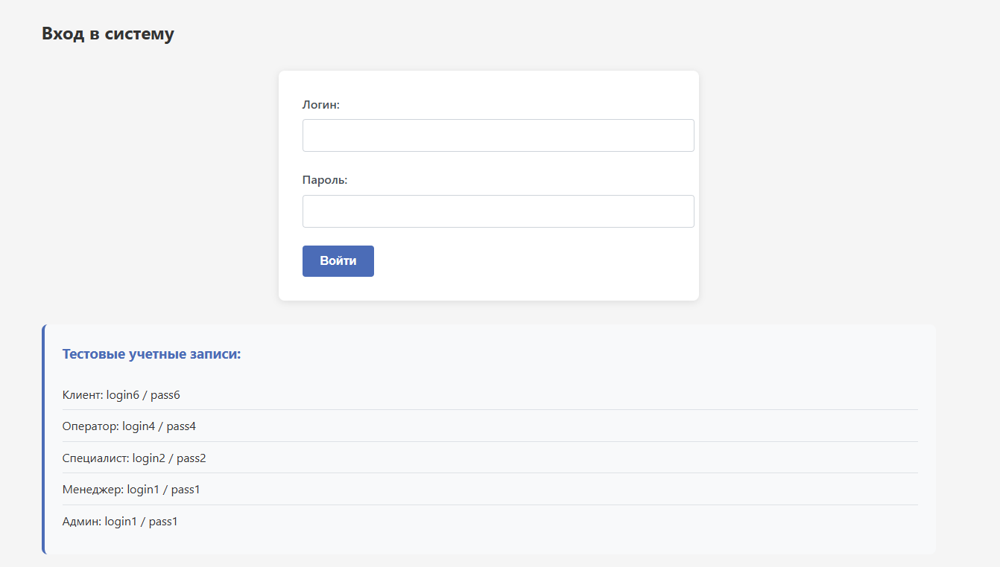 Вход в систему
Логин:
Пароль:
Войти
Тестовые учетные записи:
Клиент: login6 / pass6
Оператор: login4 / pass4
Специалист: login2 / pass2
Менеджер: login1 / pass1
Админ: login1 / pass1